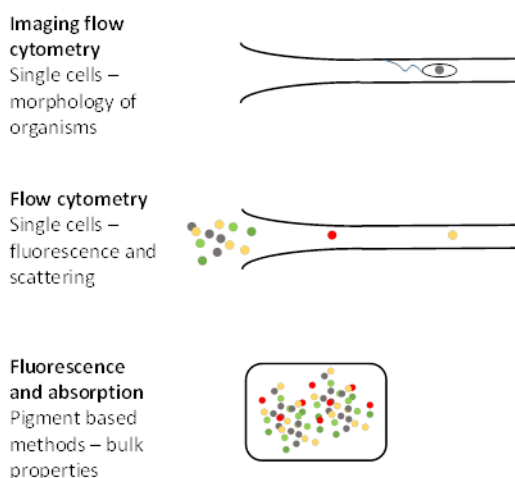 Imaging flow
cytometry
Single cells –
morphology of
organisms
Flow cytometry
Single cells –
fluorescence and
scattering
Fluorescence
and absorption
Pigment based
methods – bulk
properties